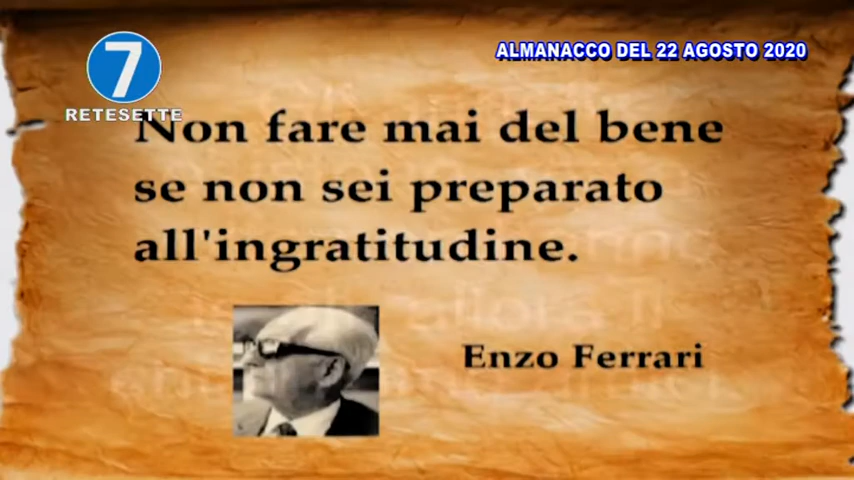 7
RETESETTE
ALMANACCO DEL 22 AGOSTO 2020
Non fare mai del bene
se non sei preparato
all'ingratitudine.
Enzo Ferrari